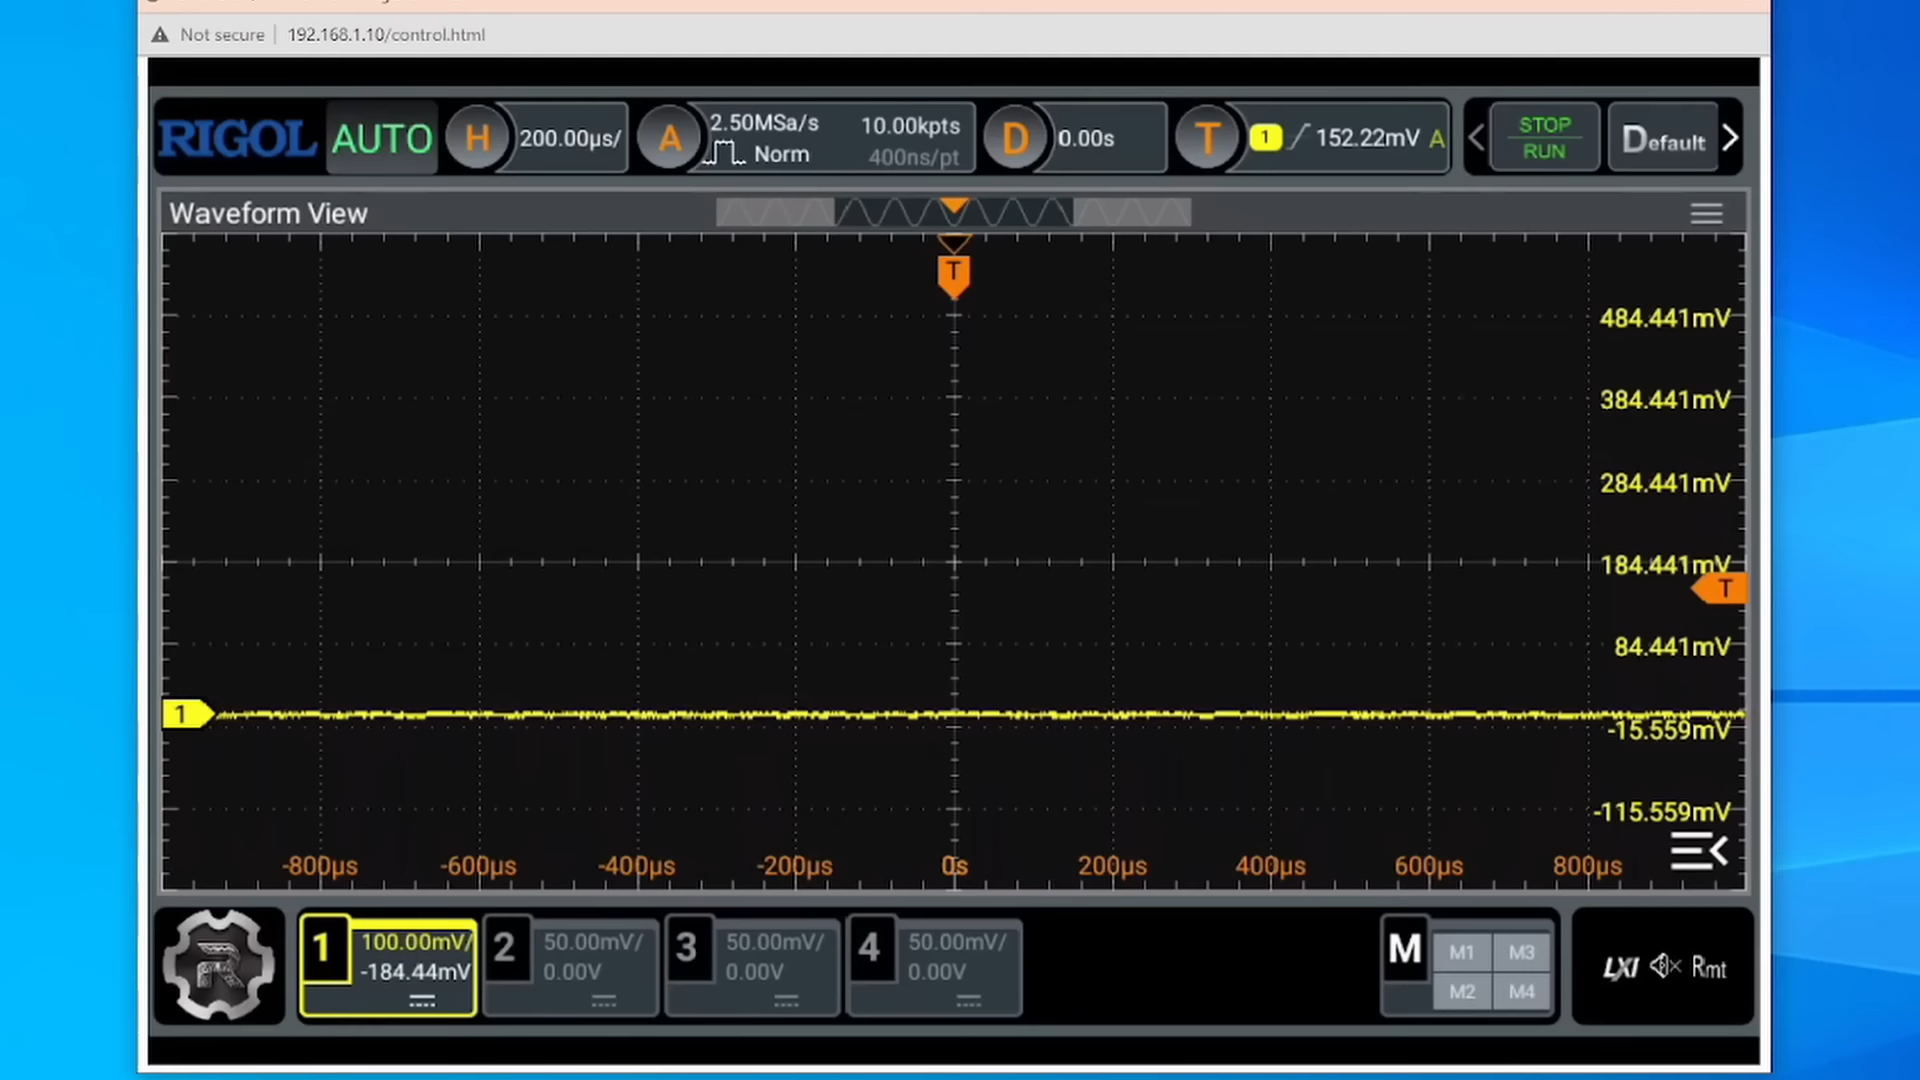 Not secure 192.168.1.10/control.html
RIGOL AUTO H 200.00µs/ A 2.50MSa/s 10.00kpts D 0.00s T 1 152.22mV A STOP Default
Norm 400ns/pt RUN
Waveform View
T
484.441mV
384.441mV
284.441mV
184.441mV
T
84.441mV
1
-15.559mV
-115.559mV
-800µs -600µs -400µs -200µs 0s 200µs 400µs 600µs 800µs
1 100.00mV/ 2 50.00mV/ 3 50.00mV/ 4 50.00mV/ M M1 M3
-184.44mV 0.00V 0.00V 0.00V LXI Rmt
M2 M4
R